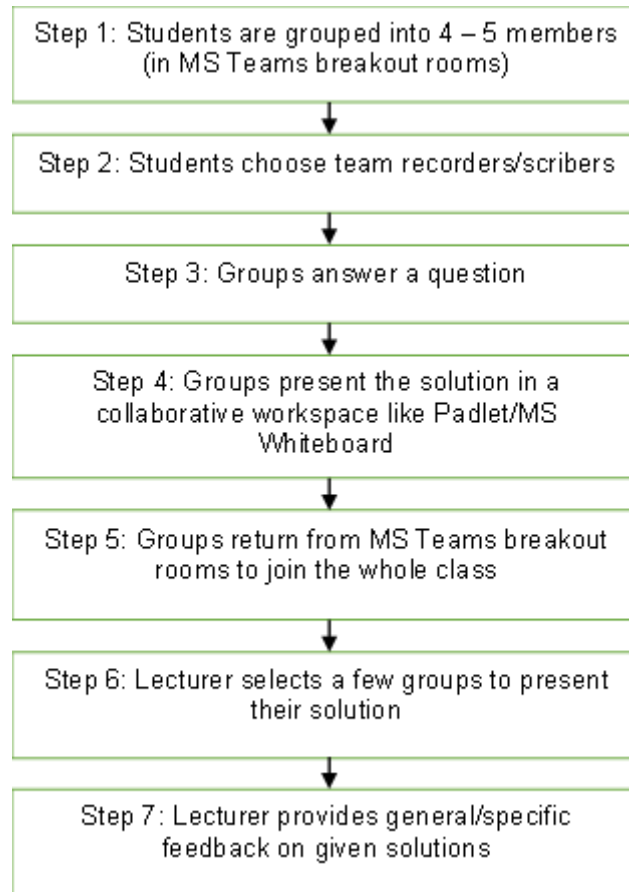 Step 1: Students are grouped into 4 – 5 members
(in MS Teams breakout rooms)
Step 2: Students choose team recorders/scribers
Step 3: Groups answer a question
Step 4: Groups present the solution in a
collaborative workspace like Padlet/MS
Whiteboard
Step 5: Groups return from MS Teams breakout
rooms to join the whole class
Step 6: Lecturer selects a few groups to present
their solution
Step 7: Lecturer provides general/specific
feedback on given solutions